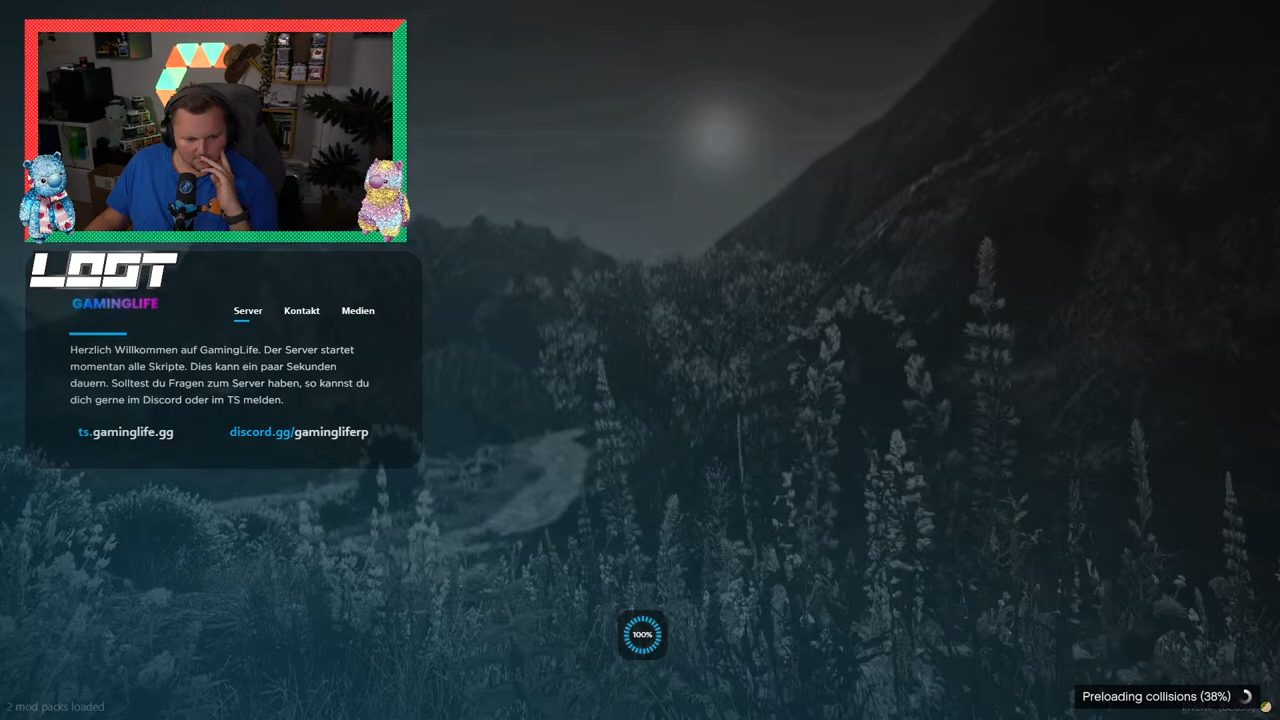 LOOT
GAMINGLIFE
Server Kontakt Medien
Herzlich Willkommen auf GamingLife. Der Server startet
momentan alle Skripte. Dies kann ein paar Sekunden
dauern. Solltest du Fragen zum Server haben, so kannst du
dich gerne im Discord oder im TS melden.
ts.gaminglife.gg discord.gg/gamingliferp
100%
Preloading collisions (38%)
2 mod packs loaded